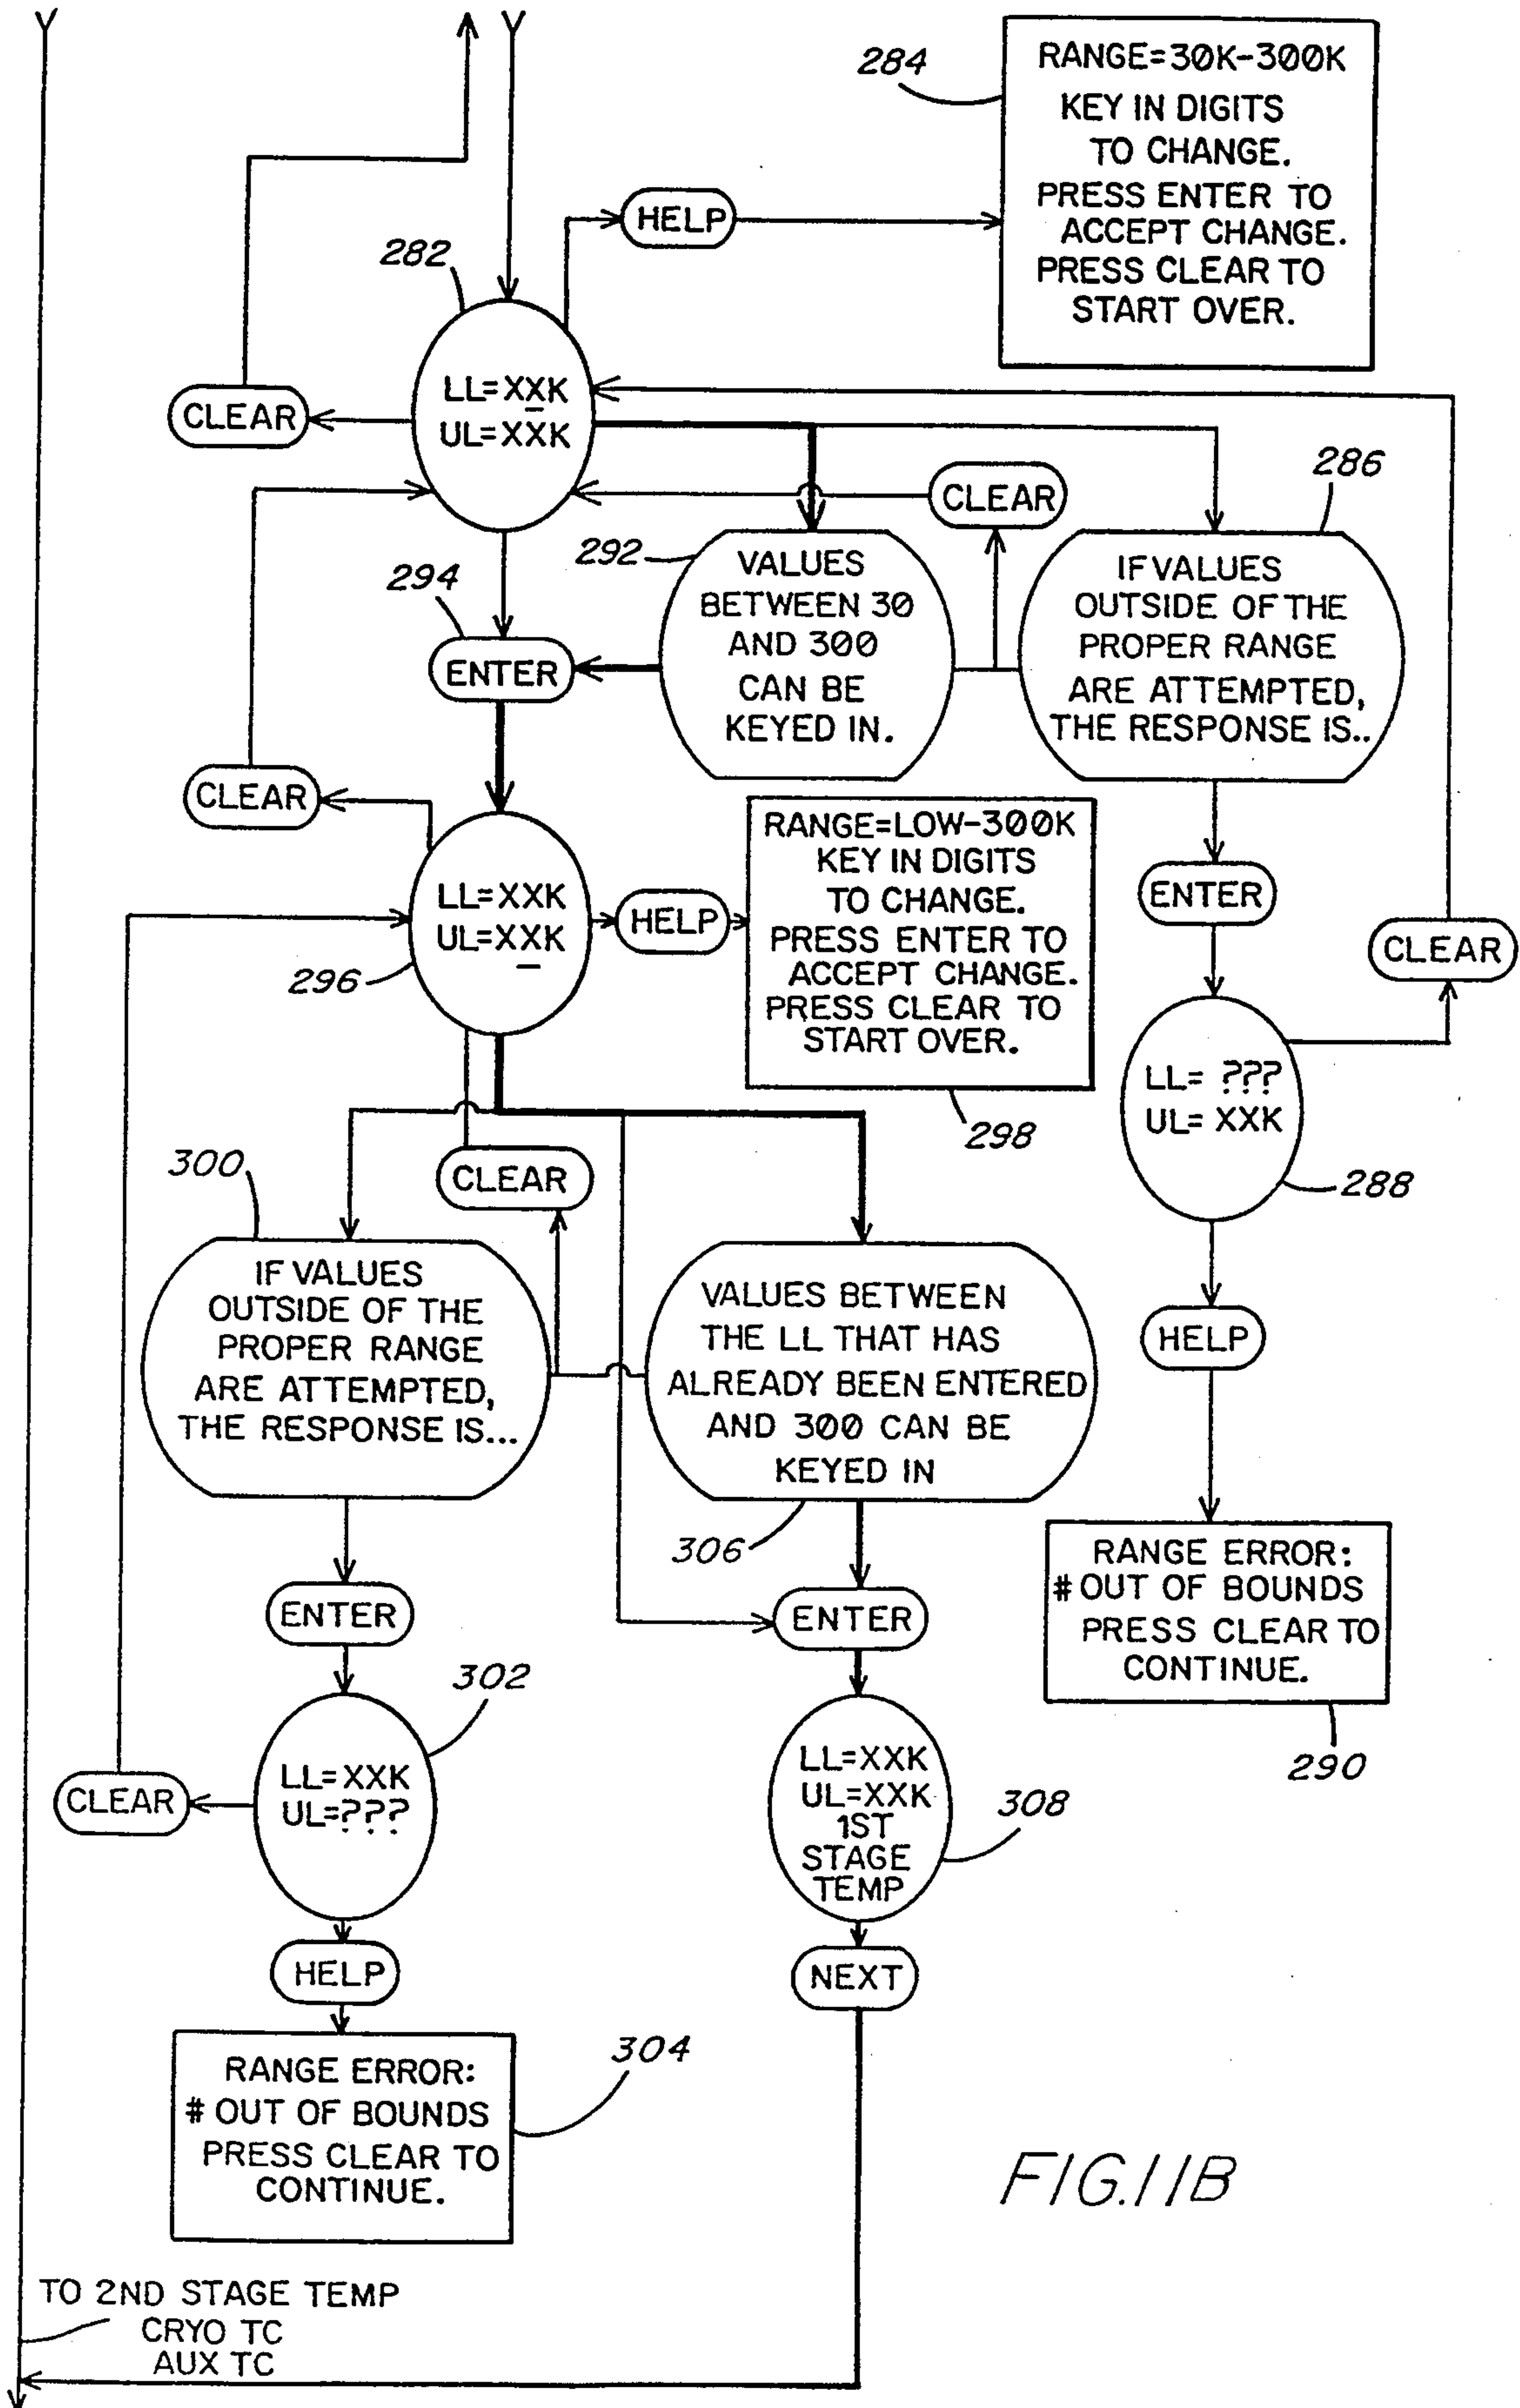 284
RANGE=30K-300K
KEY IN DIGITS
TO CHANGE.
PRESS ENTER TO
ACCEPT CHANGE.
PRESS CLEAR TO
START OVER.
HELP
282
LL=XXK
UL=XXK
CLEAR
CLEAR
286
292
VALUES
BETWEEN 30
AND 300
CAN BE
KEYED IN.
IF VALUES
OUTSIDE OF THE
PROPER RANGE
ARE ATTEMPTED,
THE RESPONSE IS..
294
ENTER
CLEAR
LL=XXK
UL=XXK
296
HELP
RANGE=LOW-300K
KEY IN DIGITS
TO CHANGE.
PRESS ENTER TO
ACCEPT CHANGE.
PRESS CLEAR TO
START OVER.
298
ENTER
CLEAR
LL= ???
UL= XXK
288
300
CLEAR
IF VALUES
OUTSIDE OF THE
PROPER RANGE
ARE ATTEMPTED,
THE RESPONSE IS...
VALUES BETWEEN
THE LL THAT HAS
ALREADY BEEN ENTERED
AND 300 CAN BE
KEYED IN
306
HELP
RANGE ERROR:
# OUT OF BOUNDS
PRESS CLEAR TO
CONTINUE.
290
ENTER
ENTER
302
LL=XXK
UL=???
CLEAR
LL=XXK
UL=XXK
1ST
STAGE
TEMP
308
HELP
NEXT
304
RANGE ERROR:
# OUT OF BOUNDS
PRESS CLEAR TO
CONTINUE.
FIG.11B
TO 2ND STAGE TEMP
CRYO TC
AUX TC